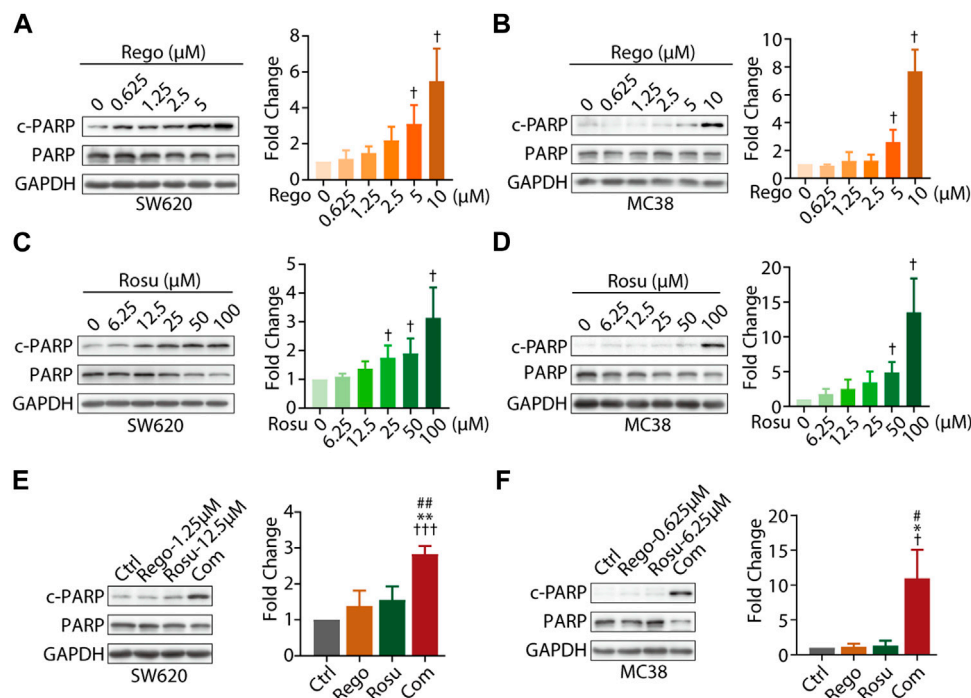 A
Rego (µM)
0 0.625 1.25 2.5 5 10
c-PARP
PARP
GAPDH
SW620
Fold Change
8
6
4
2
0
†
†
Rego 0 0.625 1.25 2.5 5 10 (µM)
B
Rego (µM)
0 0.625 1.25 2.5 5 10
c-PARP
PARP
GAPDH
MC38
Fold Change
10
8
6
4
2
0
†
†
Rego 0 0.625 1.25 2.5 5 10 (µM)
C
Rosu (µM)
0 6.25 12.5 25 50 100
c-PARP
PARP
GAPDH
SW620
Fold Change
5
4
3
2
1
0
†
†
†
Rosu 0 6.25 12.5 25 50 100 (µM)
D
Rosu (µM)
0 6.25 12.5 25 50 100
c-PARP
PARP
GAPDH
MC38
Fold Change
20
15
10
5
0
†
†
Rosu 0 6.25 12.5 25 50 100 (µM)
E
Ctrl Rego-1.25µM Rosu-12.5µM Com
c-PARP
PARP
GAPDH
SW620
Fold Change
4
3
2
1
0
##
**
†††
Ctrl Rego Rosu Com
F
Ctrl Rego-0.625µM Rosu-6.25µM Com
c-PARP
PARP
GAPDH
MC38
Fold Change
20
15
10
5
0
#
*
†
Ctrl Rego Rosu Com